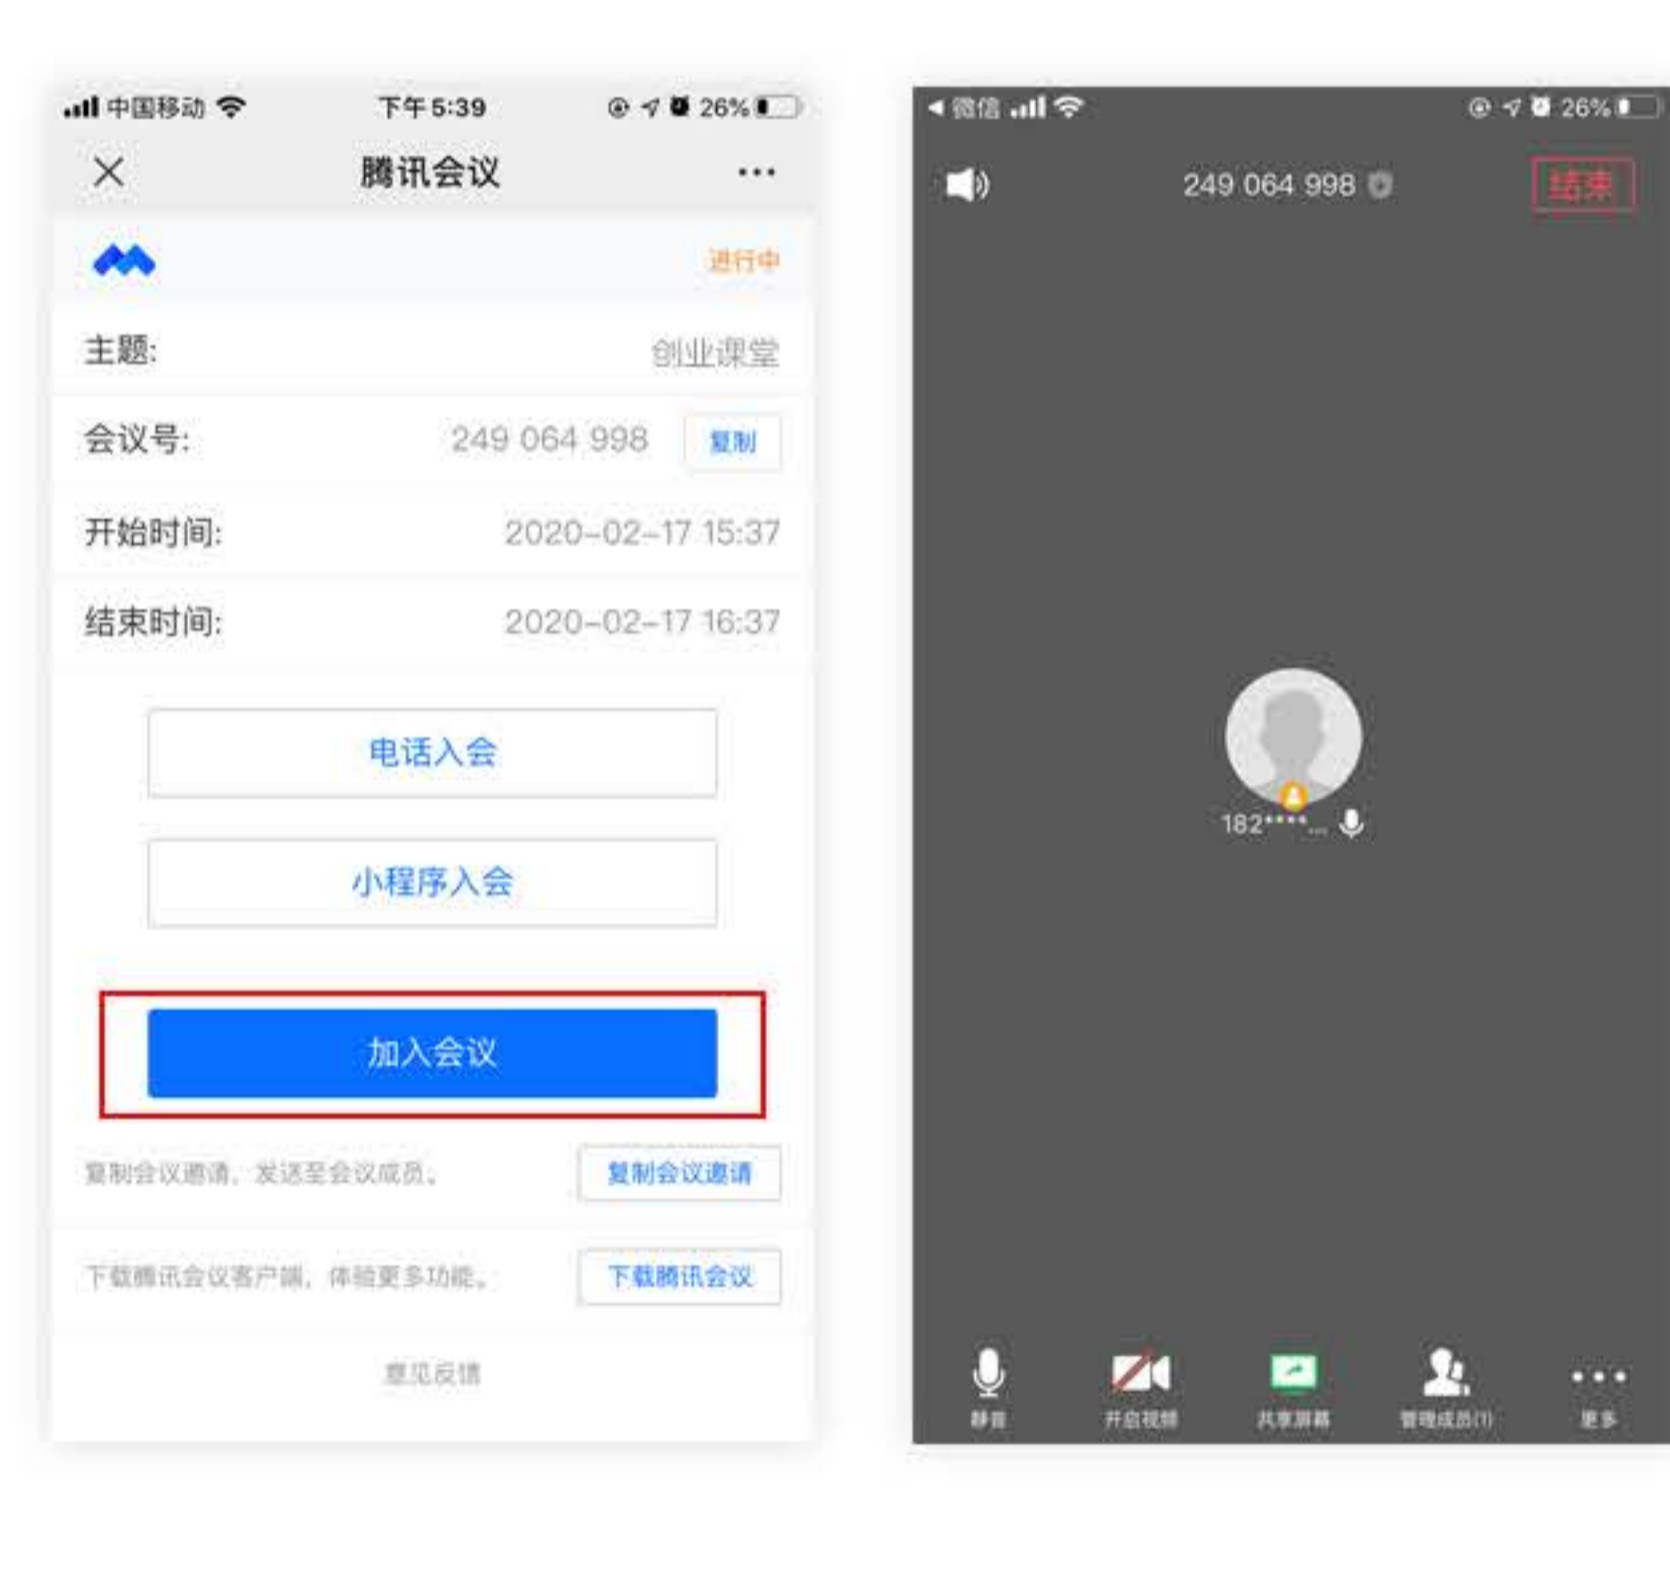 中国移动 下午5:39 26%
腾讯会议
进行中
主题: 创业课堂
会议号: 249 064 998 复制
开始时间: 2020-02-17 15:37
结束时间: 2020-02-17 16:37
电话入会
小程序入会
加入会议
复制会议邀请，发送至会议成员。 复制会议邀请
下载腾讯会议客户端，体验更多功能。 下载腾讯会议
意见反馈
微信 26%
249 064 998 结束
182****...
静音 开启视频 共享屏幕 管理成员(1) 更多